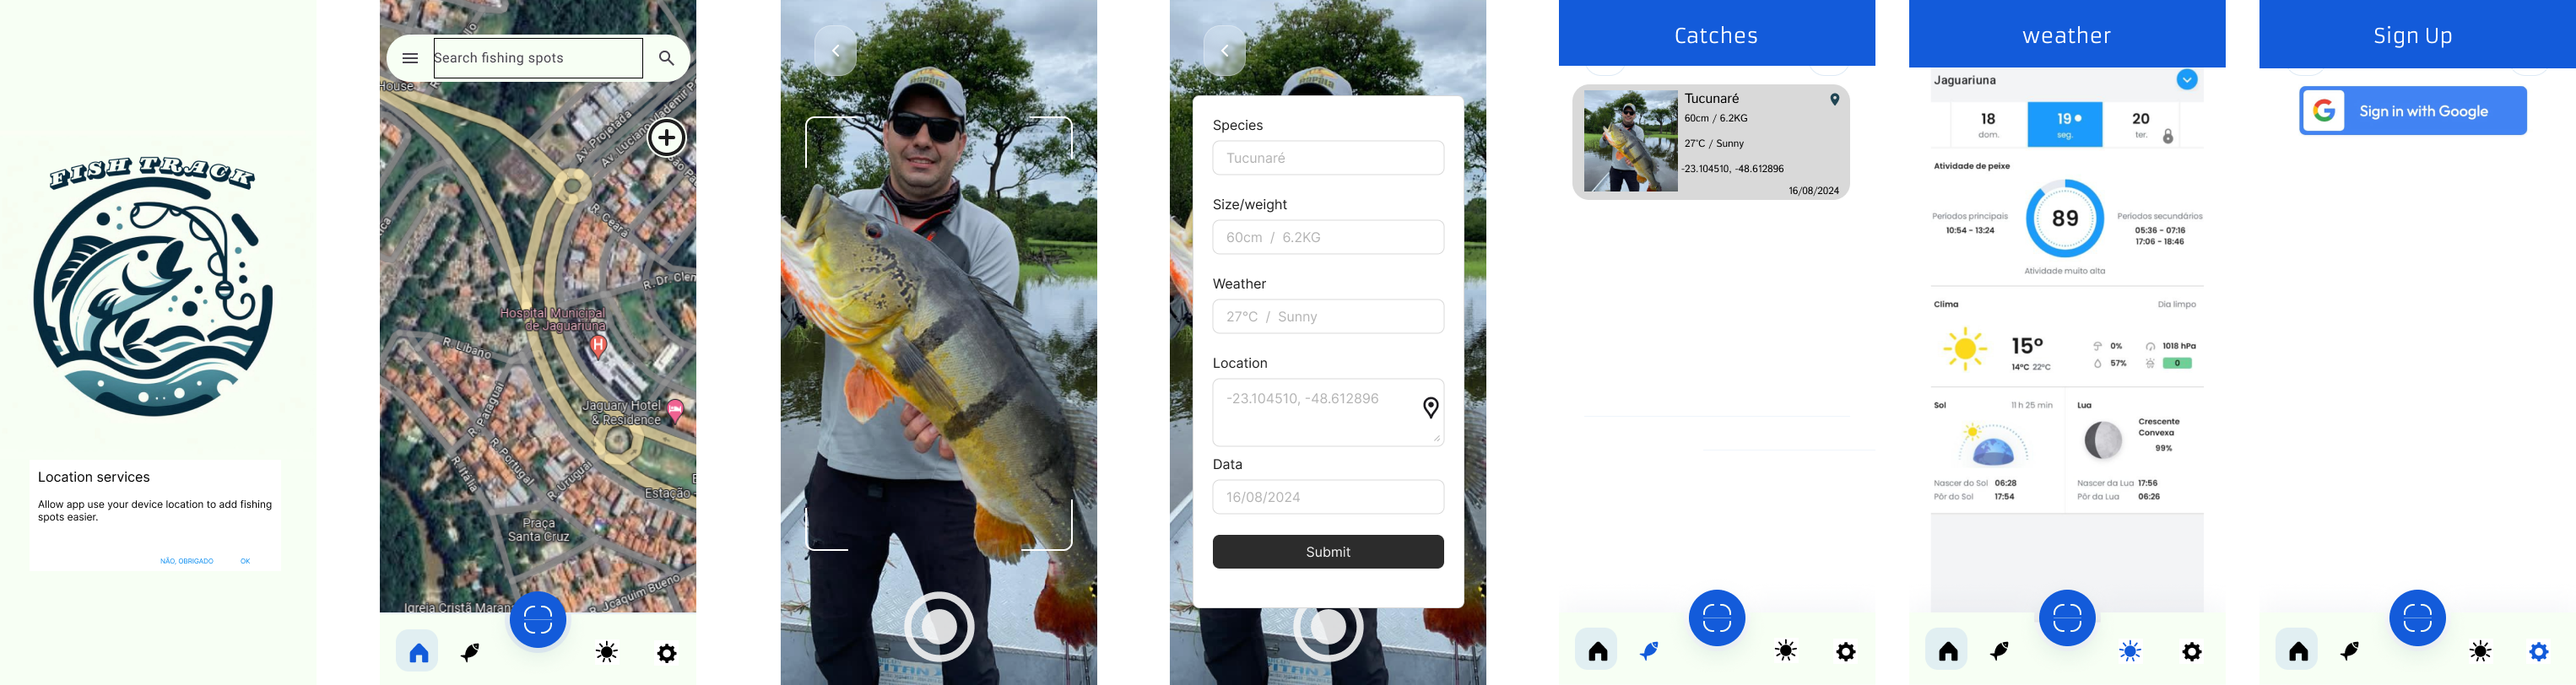 FISH TRACK
Location services
Allow app use your device location to add fishing
spots easier.
NÃO, OBRIGADO OK
Search fishing spots
House
Av. Projetada
Av. Luciano
R. Ceará
R. Dr. Clem
Hospital Municipal
de Jaguariúna
H
R. Líbano
R. Paraguai
Jaguary Hotel
& Residence
R. Portugal
R. Itália
R. Uruguai
Estação
Praça
Santa Cruz
R. Joaquim Bueno
Igreja Cristã Maran
Species
Tucunaré
Size/weight
60cm / 6.2KG
Weather
27°C / Sunny
Location
-23.104510, -48.612896
Data
16/08/2024
Submit
Catches
Tucunaré
60cm / 6.2KG
27°C / Sunny
-23.104510, -48.612896
16/08/2024
weather
Jaguariuna
18 19 20
dom. seg. ter.
Atividade de peixe
Períodos principais
10:54 - 13:24
89
Períodos secundários
05:36 - 07:16
17:06 - 18:46
Atividade muito alta
Clima Dia limpo
15°
14°C 22°C
0% 1018 hPa
57% 0
Sol 11 h 25 min
Nascer do Sol 06:28
Pôr do Sol 17:54
Lua
Crescente
Convexa
99%
Nascer da Lua 17:56
Pôr da Lua 06:26
Sign Up
G Sign in with Google